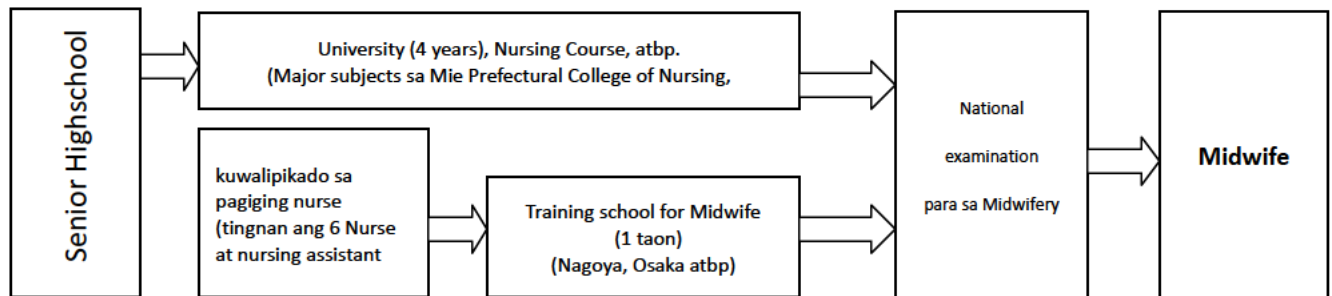 Senior Highschool
University (4 years), Nursing Course, atbp.
(Major subjects sa Mie Prefectural College of Nursing,
kuwalipikado sa
pagiging nurse
(tingnan ang 6 Nurse
at nursing assistant
Training school for Midwife
(1 taon)
(Nagoya, Osaka atbp)
National
examination
para sa Midwifery
Midwife